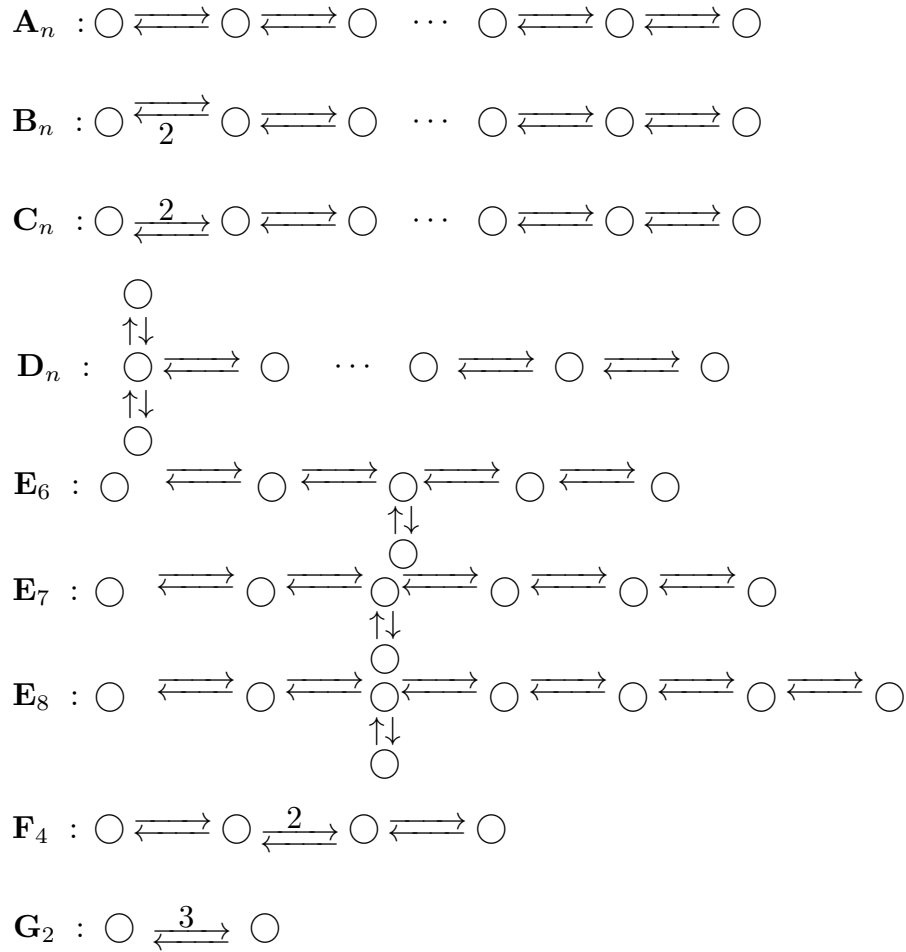 A_n : ···
B_n : 2 ···
C_n : 2 ···
D_n : ···
E_6 :
E_7 :
E_8 :
F_4 : 2
G_2 : 3